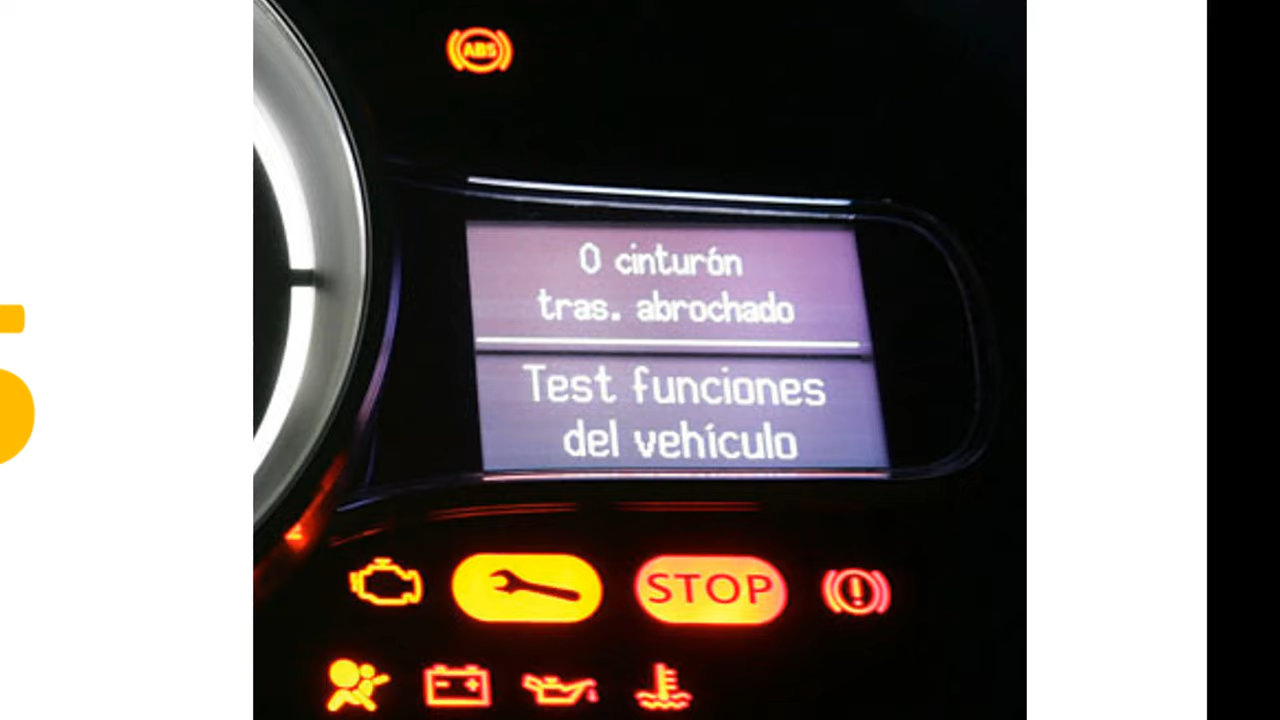 ABS
0 cinturón
tras. abrochado
Test funciones
del vehículo
STOP